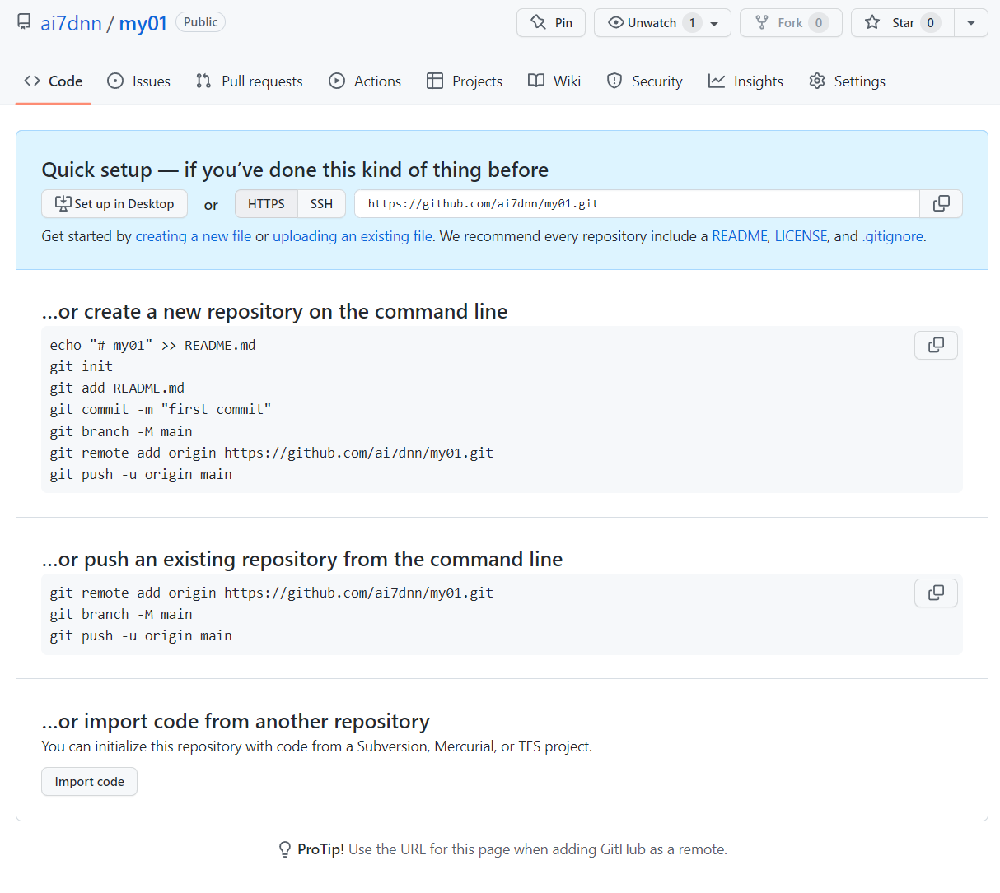 ai7dnn / my01 Public Pin Unwatch 1 Fork 0 Star 0
Code Issues Pull requests Actions Projects Wiki Security Insights Settings
Quick setup — if you’ve done this kind of thing before
Set up in Desktop or HTTPS SSH https://github.com/ai7dnn/my01.git
Get started by creating a new file or uploading an existing file. We recommend every repository include a README, LICENSE, and .gitignore.
…or create a new repository on the command line
echo "# my01" >> README.md
git init
git add README.md
git commit -m "first commit"
git branch -M main
git remote add origin https://github.com/ai7dnn/my01.git
git push -u origin main
…or push an existing repository from the command line
git remote add origin https://github.com/ai7dnn/my01.git
git branch -M main
git push -u origin main
…or import code from another repository
You can initialize this repository with code from a Subversion, Mercurial, or TFS project.
Import code
ProTip! Use the URL for this page when adding GitHub as a remote.